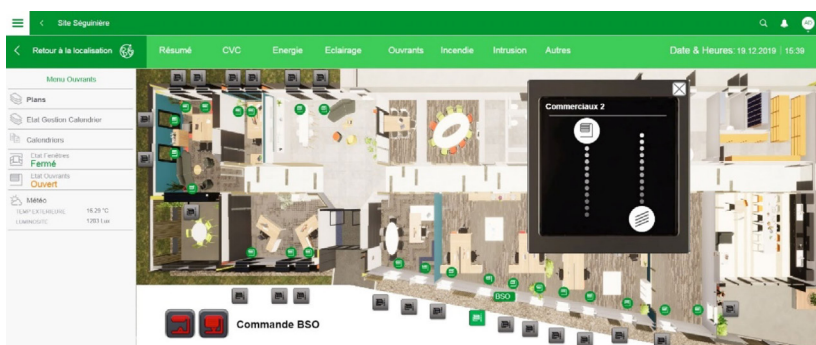 Site Séguinière
AO
Retour à la localisation
Résumé CVC Energie Eclairage Ouvrants Incendie Intrusion Autres
Date & Heures: 19.12.2019 | 15:39
Menu Ouvrants
Plans
Etat Gestion Calendrier
Calendriers
Etat Fenêtres
Fermé
Etat Ouvrants
Ouvert
Météo
TEMP EXTERIEURE 16.29 °C
LUMINOSITÉ 1283 Lux
Commerciaux 2
BSO
Commande BSO